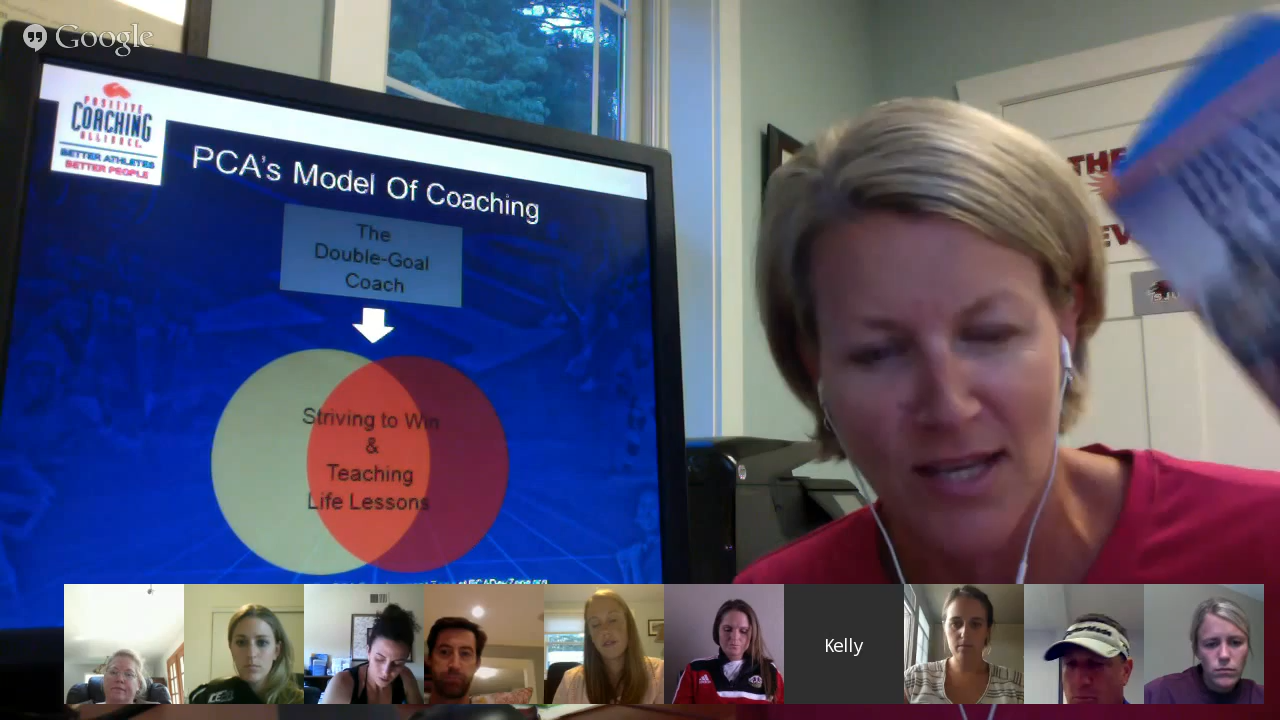 Google
POSITIVE
COACHING
ALLIANCE
BETTER ATHLETES
BETTER PEOPLE
PCA's Model Of Coaching
The
Double-Goal
Coach
Striving to Win
&
Teaching
Life Lessons
THE
Kelly